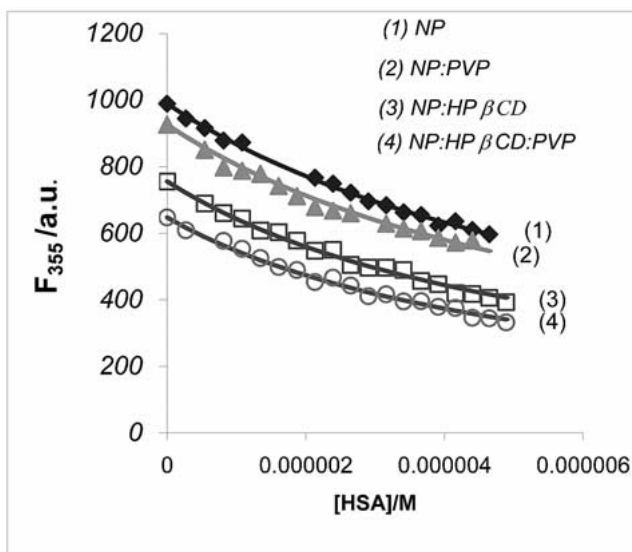 1200
1000
800
600
400
200
0
F355 /a.u.
(1) NP
(2) NP:PVP
(3) NP:HP βCD
(4) NP:HP βCD:PVP
(1)
(2)
(3)
(4)
0 0.000002 0.000004 0.000006
[HSA]/M